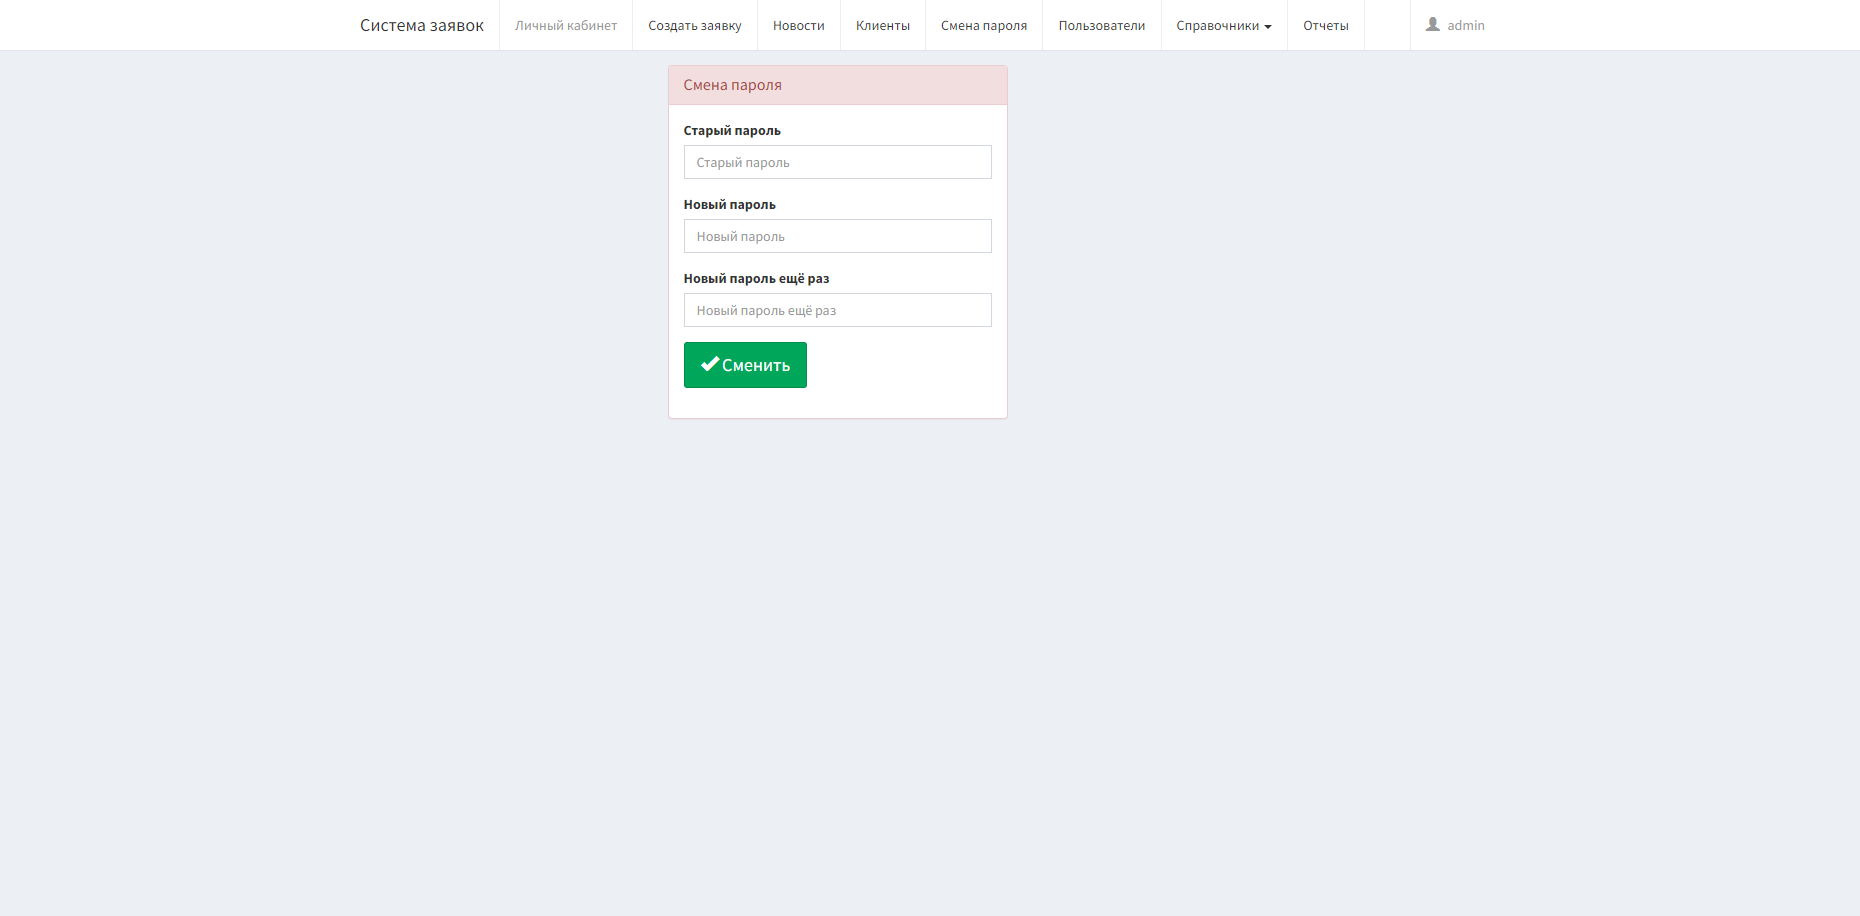 Система заявок Личный кабинет Создать заявку Новости Клиенты Смена пароля Пользователи Справочники Отчеты admin
Смена пароля
Старый пароль
Старый пароль
Новый пароль
Новый пароль
Новый пароль ещё раз
Новый пароль ещё раз
Сменить